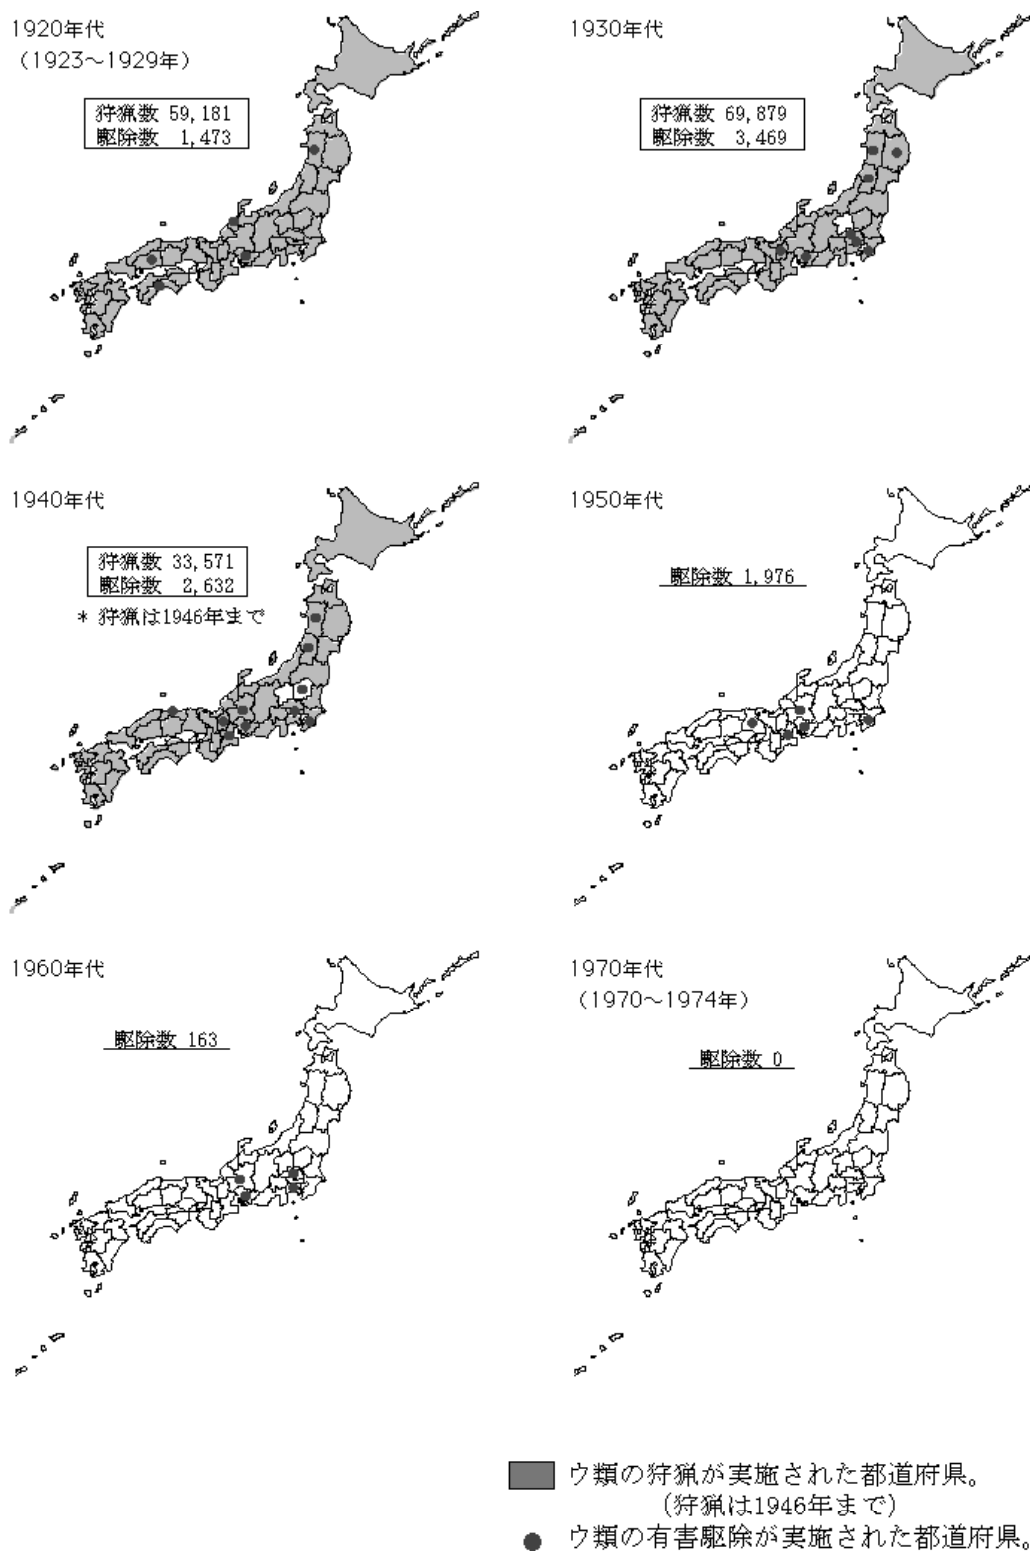 1920年代
（1923～1929年）
狩猟数 59,181
駆除数 1,473
1930年代
狩猟数 69,879
駆除数 3,469
1940年代
狩猟数 33,571
駆除数 2,632
* 狩猟は1946年まで
1950年代
駆除数 1,976
1960年代
駆除数 163
1970年代
（1970～1974年）
駆除数 0
ウ類の狩猟が実施された都道府県。
（狩猟は1946年まで）
ウ類の有害駆除が実施された都道府県。